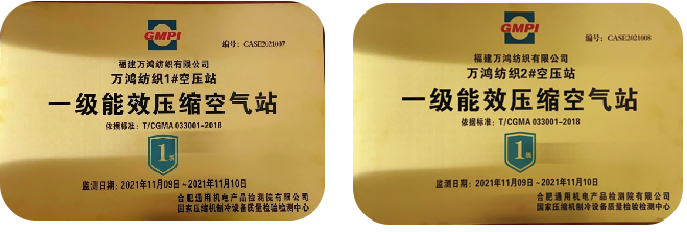 GMPI
编号：CASE2021007
福建万鸿纺织有限公司
万鸿纺织1#空压站
一级能效压缩空气站
依据标准：T/CGMA 033001-2018
1级
监测日期：2021年11月09日~2021年11月10日
合肥通用机电产品检测院有限公司
国家压缩机制冷设备质量检验检测中心
GMPI
编号：CASE2021008
福建万鸿纺织有限公司
万鸿纺织2#空压站
一级能效压缩空气站
依据标准：T/CGMA 033001-2018
1级
监测日期：2021年11月09日~2021年11月10日
合肥通用机电产品检测院有限公司
国家压缩机制冷设备质量检验检测中心